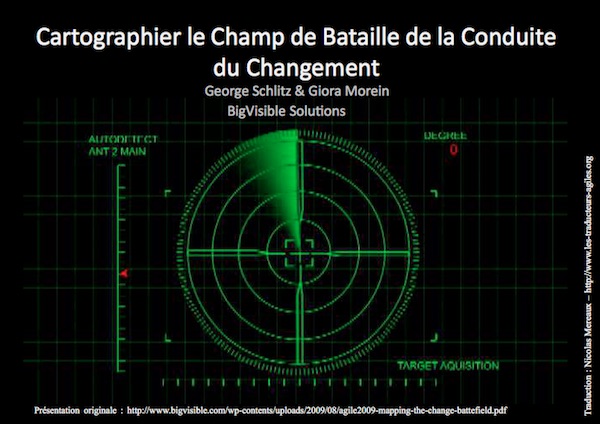 Cartographier le Champ de Bataille de la Conduite
du Changement
George Schlitz & Giora Morein
BigVisible Solutions
AUTODETECT
ANT 2 MAIN
DEGREE
0
TARGET AQUISITION
Traduction : Nicolas Mereaux – http://www.les-traducteurs-agiles.org
Présentation originale : http://www.bigvisible.com/wp-contents/uploads/2009/08/agile2009-mapping-the-change-battefield.pdf